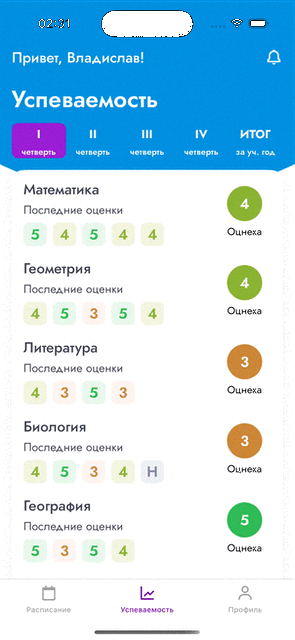 02:31
Привет, Владислав!
Успеваемость
I II III IV ИТОГ
четверть четверть четверть четверть за уч. год
Математика
Последние оценки
5 4 5 4 4
4
Оцнеха
Геометрия
Последние оценки
4 5 3 5 4
4
Оцнеха
Литература
Последние оценки
4 3 5 3
3
Оцнеха
Биология
Последние оценки
4 5 3 4 Н
3
Оцнеха
География
Последние оценки
5 3 5 4
5
Оцнеха
Расписание Успеваемость Профиль